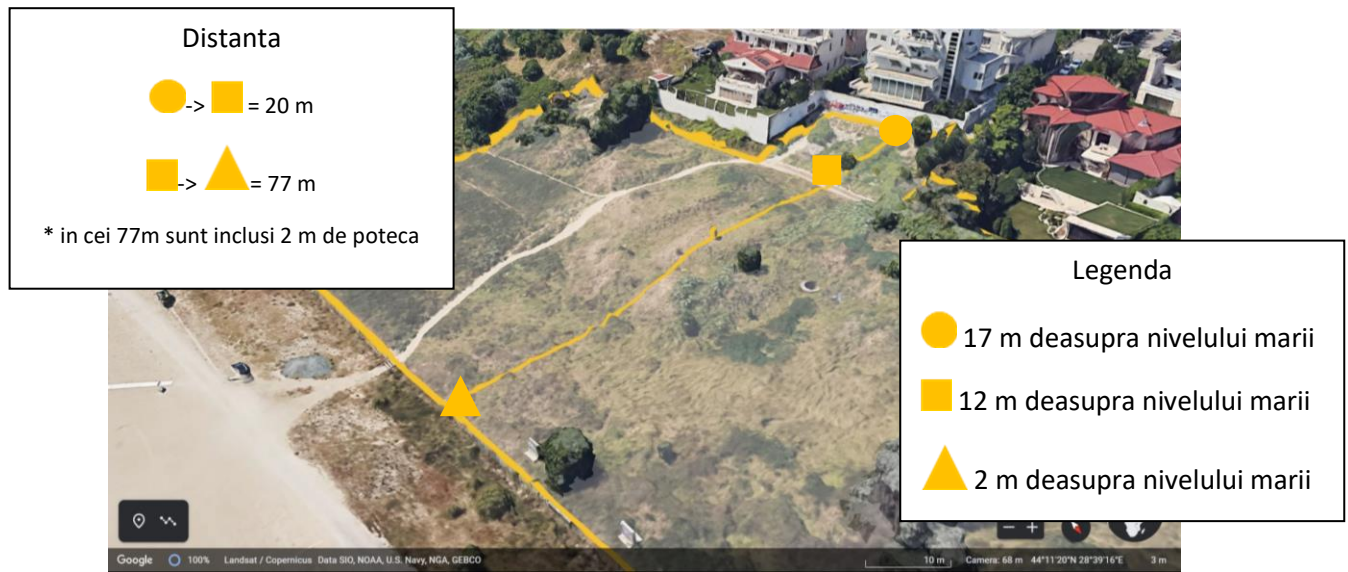 Distanta
-> = 20 m
-> = 77 m
* in cei 77m sunt inclusi 2 m de poteca
Legenda
17 m deasupra nivelului marii
12 m deasupra nivelului marii
2 m deasupra nivelului marii
Google 100% Landsat / Copernicus Data SIO, NOAA, U.S. Navy, NGA, GEBCO 10 m Camera: 68 m 44°11'20"N 28°39'16"E 3 m